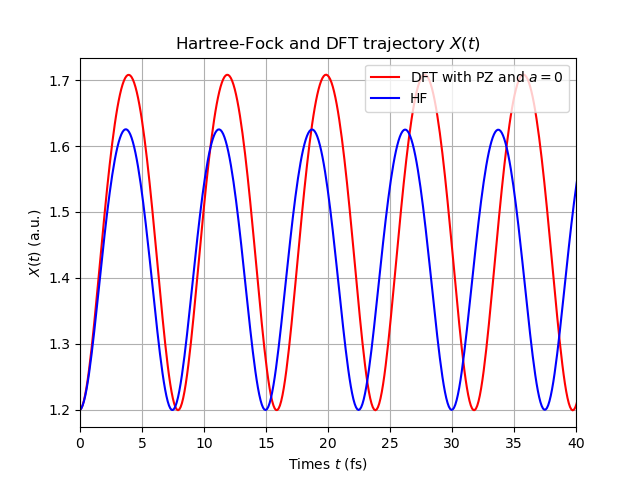 Hartree-Fock and DFT trajectory X(t)
DFT with PZ and a = 0
HF
X(t) (a.u.)
1.7
1.6
1.5
1.4
1.3
1.2
0 5 10 15 20 25 30 35 40
Times t (fs)